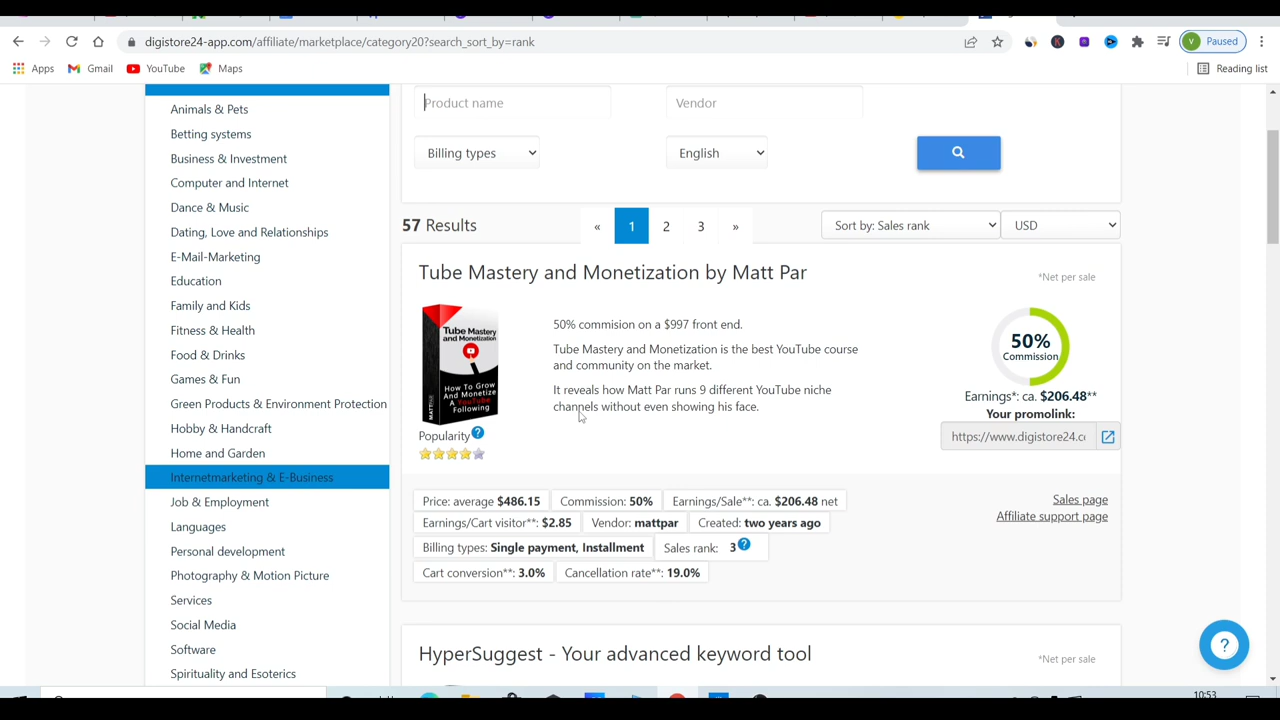 digistore24-app.com/affiliate/marketplace/category20?search_sort_by=rank
V Paused
Apps
Gmail
YouTube
Maps
Reading list
Animals & Pets
Betting systems
Business & Investment
Computer and Internet
Dance & Music
Dating, Love and Relationships
E-Mail-Marketing
Education
Family and Kids
Fitness & Health
Food & Drinks
Games & Fun
Green Products & Environment Protection
Hobby & Handcraft
Home and Garden
Internetmarketing & E-Business
Job & Employment
Languages
Personal development
Photography & Motion Picture
Services
Social Media
Software
Spirituality and Esoterics
Product name
Vendor
Billing types
English
57 Results
« 1 2 3 »
Sort by: Sales rank
USD
Tube Mastery and Monetization by Matt Par
*Net per sale
Tube Mastery
and Monetization
How To Grow
And Monetize
A YouTube
Following
MATT PAR
50% commision on a $997 front end.
Tube Mastery and Monetization is the best YouTube course
and community on the market.
It reveals how Matt Par runs 9 different YouTube niche
channels without even showing his face.
50%
Commission
Earnings*: ca. $206.48**
Your promolink:
https://www.digistore24.co
Popularity ?
Price: average $486.15
Commission: 50%
Earnings/Sale**: ca. $206.48 net
Earnings/Cart visitor**: $2.85
Vendor: mattpar
Created: two years ago
Billing types: Single payment, Installment
Sales rank: 3 ?
Cart conversion**: 3.0%
Cancellation rate**: 19.0%
Sales page
Affiliate support page
HyperSuggest - Your advanced keyword tool
*Net per sale
?
10:53